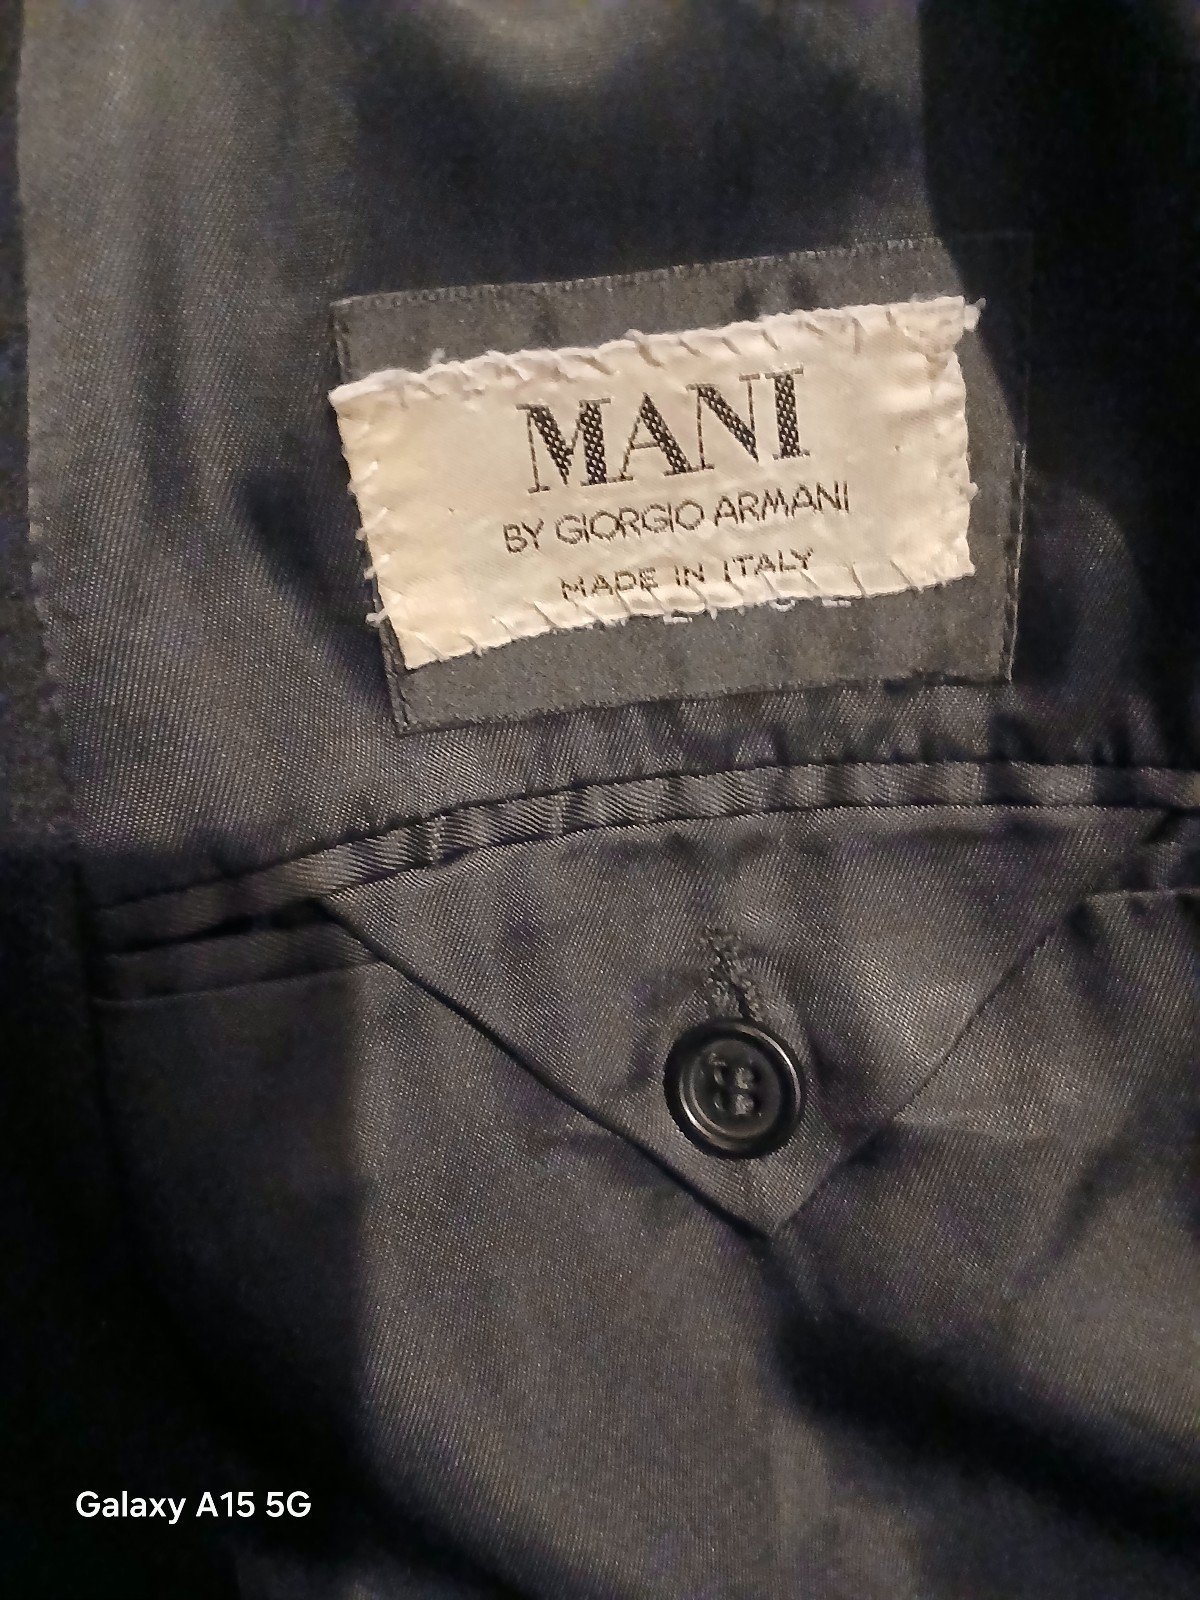 MANI
BY GIORGIO ARMANI
MADE IN ITALY
Galaxy A15 5G